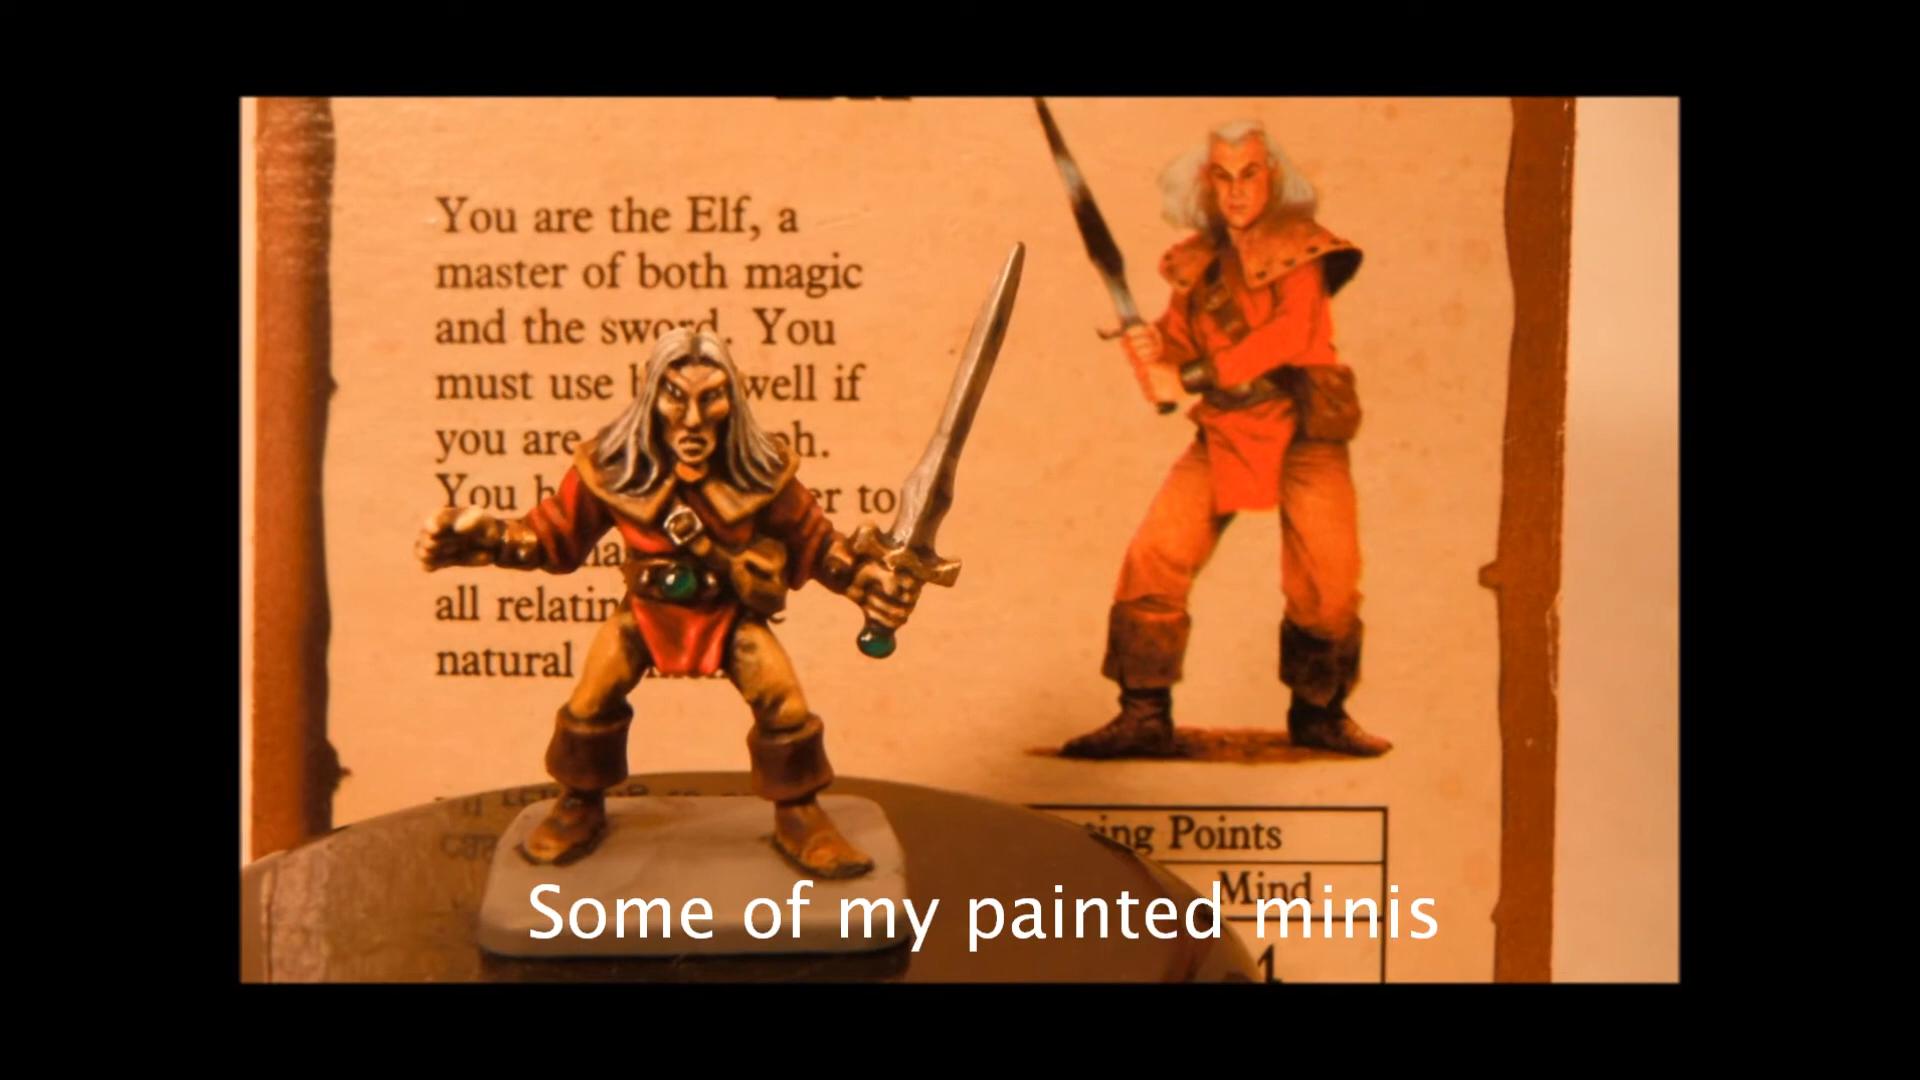 You are the Elf, a
master of both magic
and the sword. You
must use well if
you are
You to
all
natural
Points
Mind
Some of my painted minis